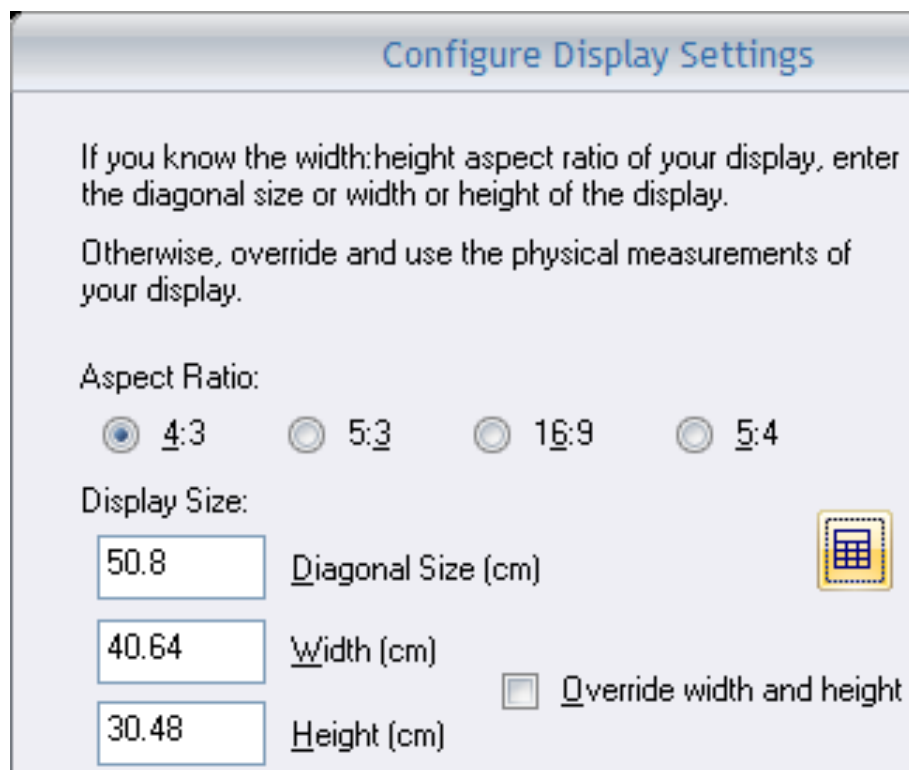 Configure Display Settings
If you know the width:height aspect ratio of your display, enter
the diagonal size or width or height of the display.
Otherwise, override and use the physical measurements of
your display.
Aspect Ratio:
4:3 5:3 16:9 5:4
Display Size:
50.8 Diagonal Size (cm)
40.64 Width (cm)
Override width and height
30.48 Height (cm)